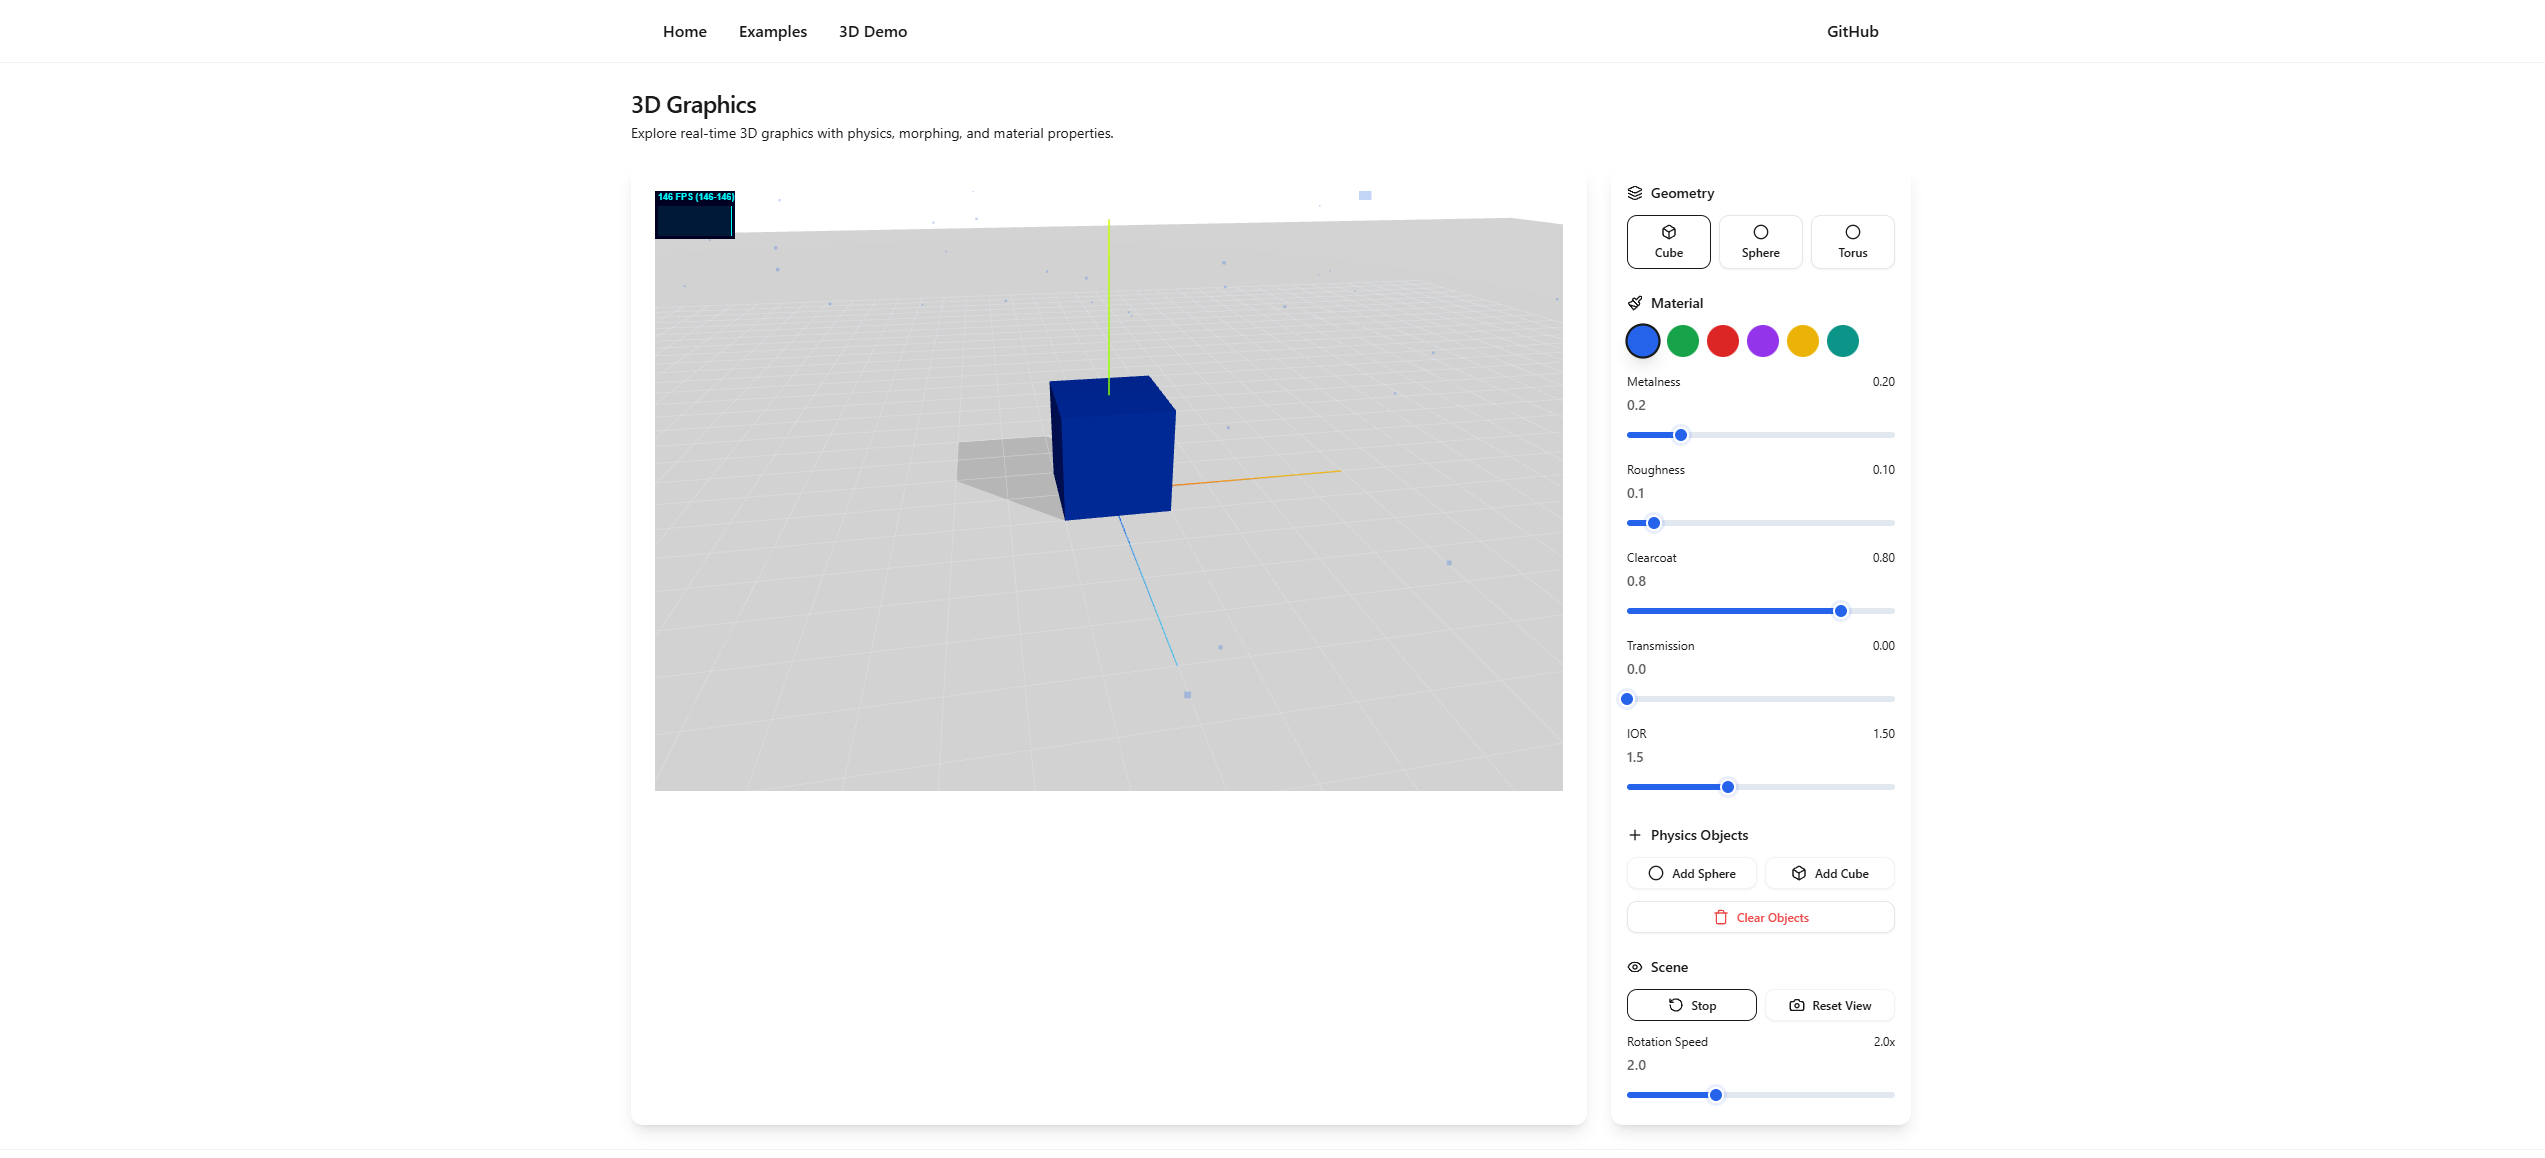 Home Examples 3D Demo GitHub
3D Graphics
Explore real-time 3D graphics with physics, morphing, and material properties.
146 FPS (146-146)
Geometry
Cube Sphere Torus
Material
Metalness 0.20
0.2
Roughness 0.10
0.1
Clearcoat 0.80
0.8
Transmission 0.00
0.0
IOR 1.50
1.5
Physics Objects
Add Sphere Add Cube
Clear Objects
Scene
Stop Reset View
Rotation Speed 2.0x
2.0